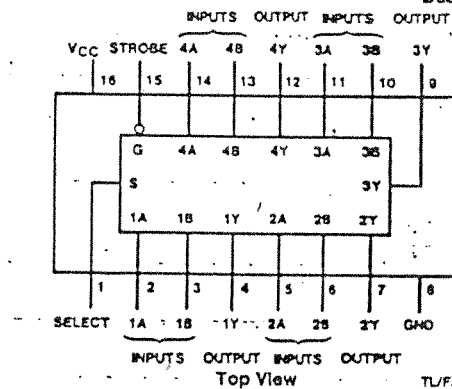 INPUTS OUTPUT INPUTS OUTPUT
VCC STROBE 4A 4B 4Y 3A 3B 3Y
16 15 14 13 12 11 10 9
G 4A 4B 4Y 3A 3B
S 3Y
1A 1B 1Y 2A 2B 2Y
1 2 3 4 5 6 7 8
SELECT 1A 1B 1Y 2A 2B 2Y GND
INPUTS OUTPUT INPUTS OUTPUT
Top View
TL/F